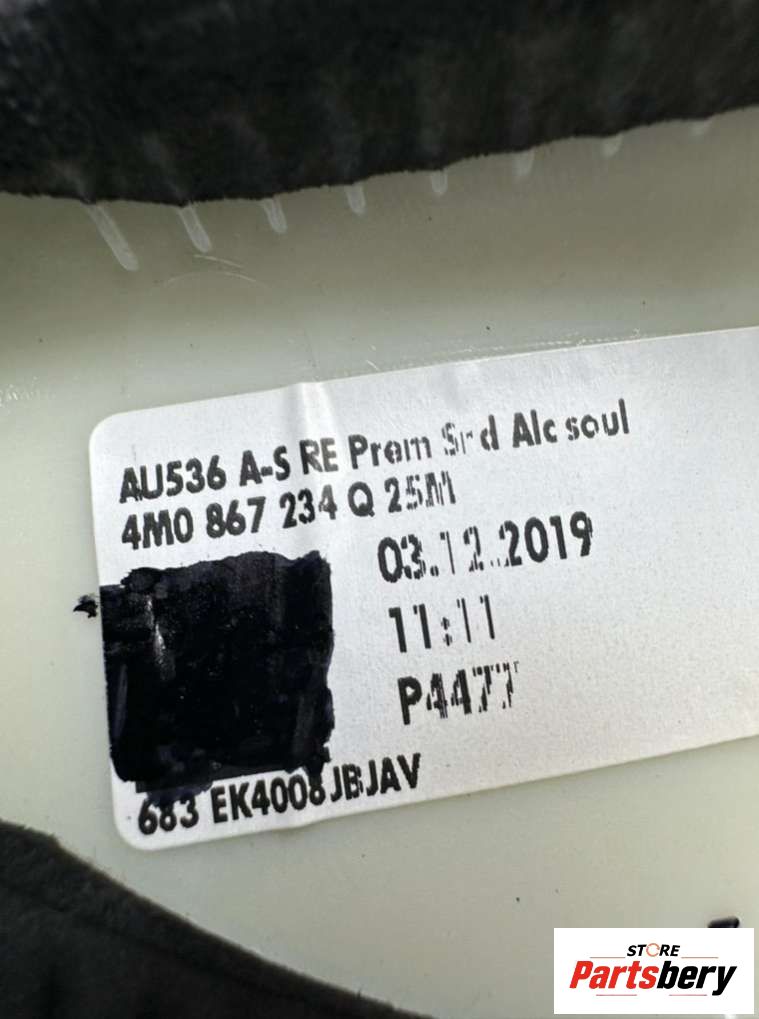 AU536 A-S RE Prem Srd Alc soul
4M0 867 234 Q 25M
03.12.2019
11:11
P4477
683 EK4008JBJAV
STORE
Partsbery